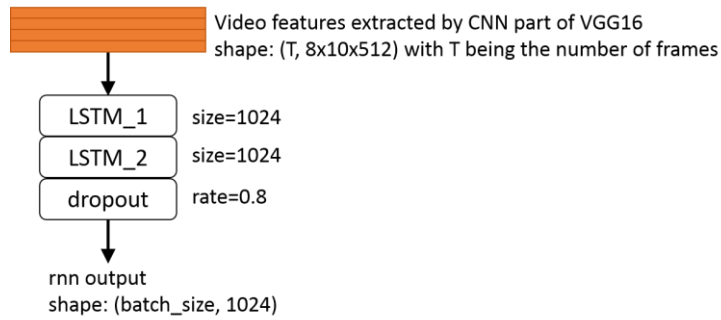 Video features extracted by CNN part of VGG16
shape: (T, 8x10x512) with T being the number of frames
LSTM_1 size=1024
LSTM_2 size=1024
dropout rate=0.8
rnn output
shape: (batch_size, 1024)